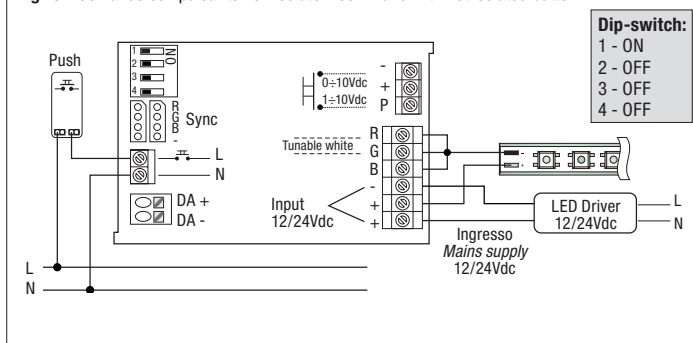 Dip-switch:
1 - ON
2 - OFF
3 - OFF
4 - OFF
Push
1
2
3
4
ON
R
G
B
-
Sync
L
N
DA +
DA -
0÷10Vdc
1÷10Vdc
-
+
P
Tunable white
R
G
B
-
+
+
Input
12/24Vdc
Ingresso
Mains supply
12/24Vdc
- +
LED Driver
12/24Vdc
L
N
L
N